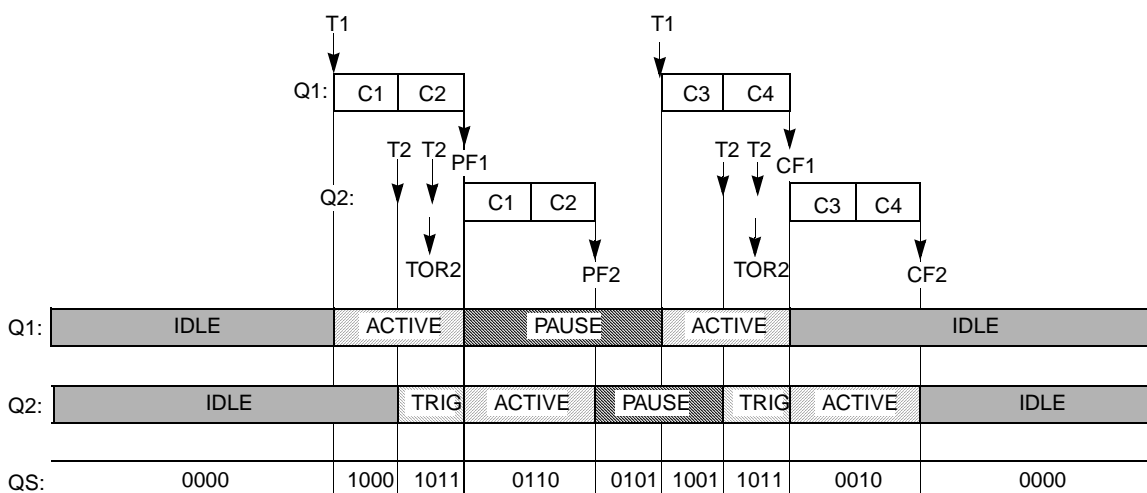 T1 T1
Q1: C1 C2 C3 C4
T2 T2 PF1 T2 T2 CF1
Q2: C1 C2 C3 C4
TOR2 PF2 TOR2 CF2
Q1: IDLE ACTIVE PAUSE ACTIVE IDLE
Q2: IDLE TRIG ACTIVE PAUSE TRIG ACTIVE IDLE
QS: 0000 1000 1011 0110 0101 1001 1011 0010 0000